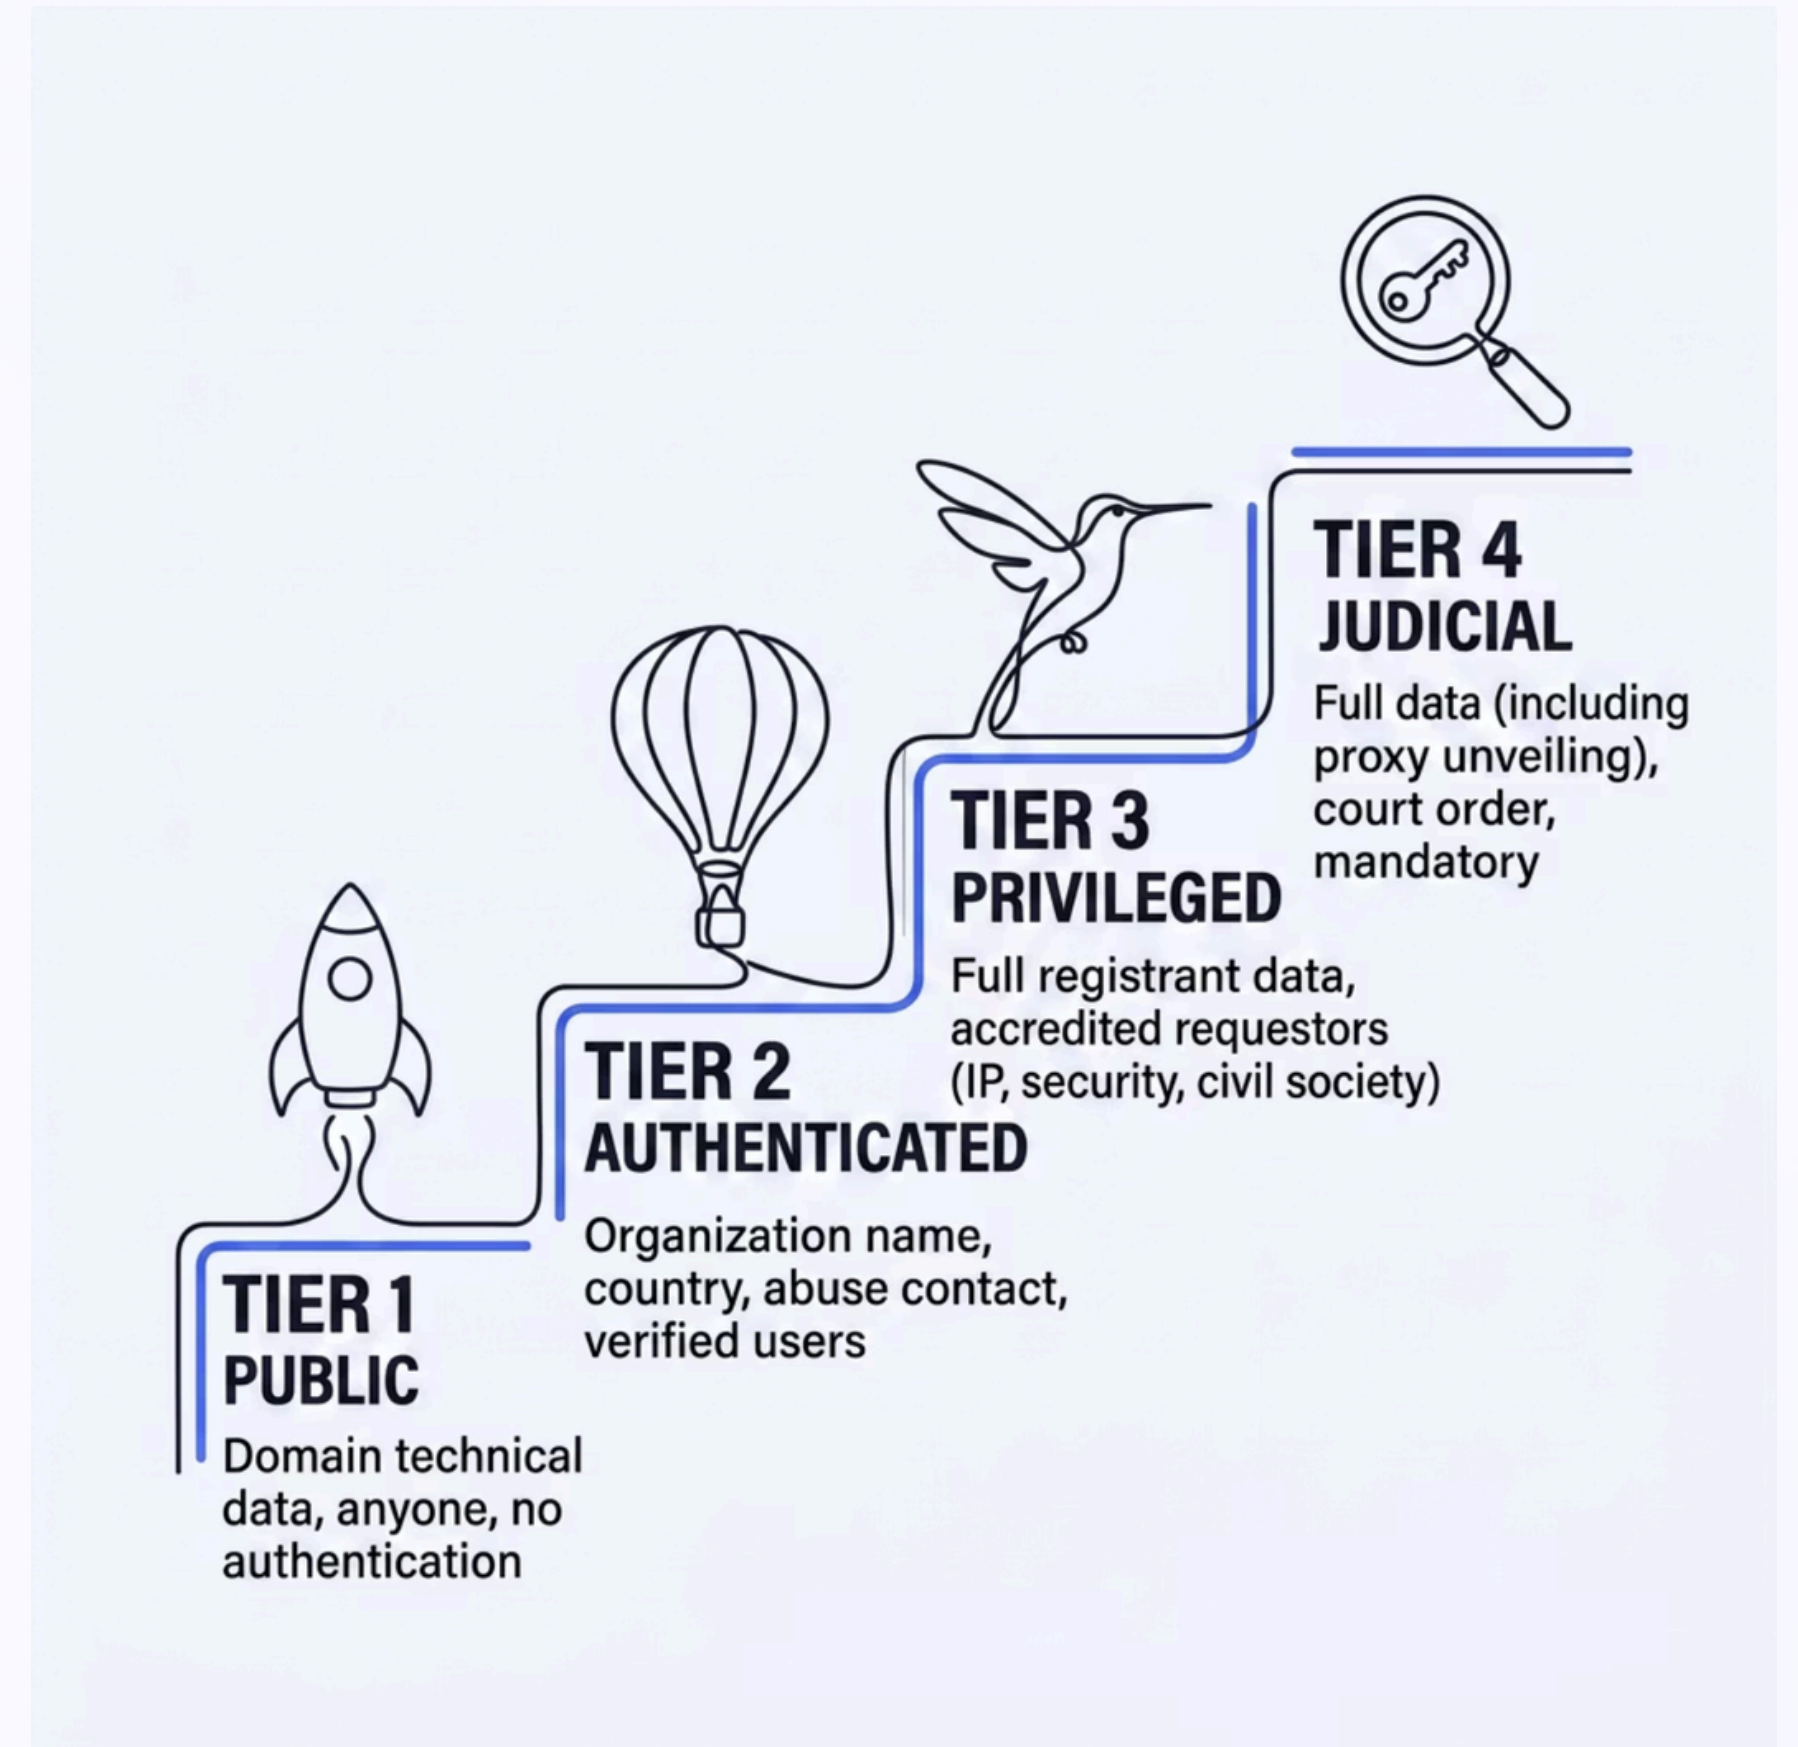 TIER 1
PUBLIC
Domain technical
data, anyone, no
authentication
TIER 2
AUTHENTICATED
Organization name,
country, abuse contact,
verified users
TIER 3
PRIVILEGED
Full registrant data,
accredited requestors
(IP, security, civil society)
TIER 4
JUDICIAL
Full data (including
proxy unveiling),
court order,
mandatory